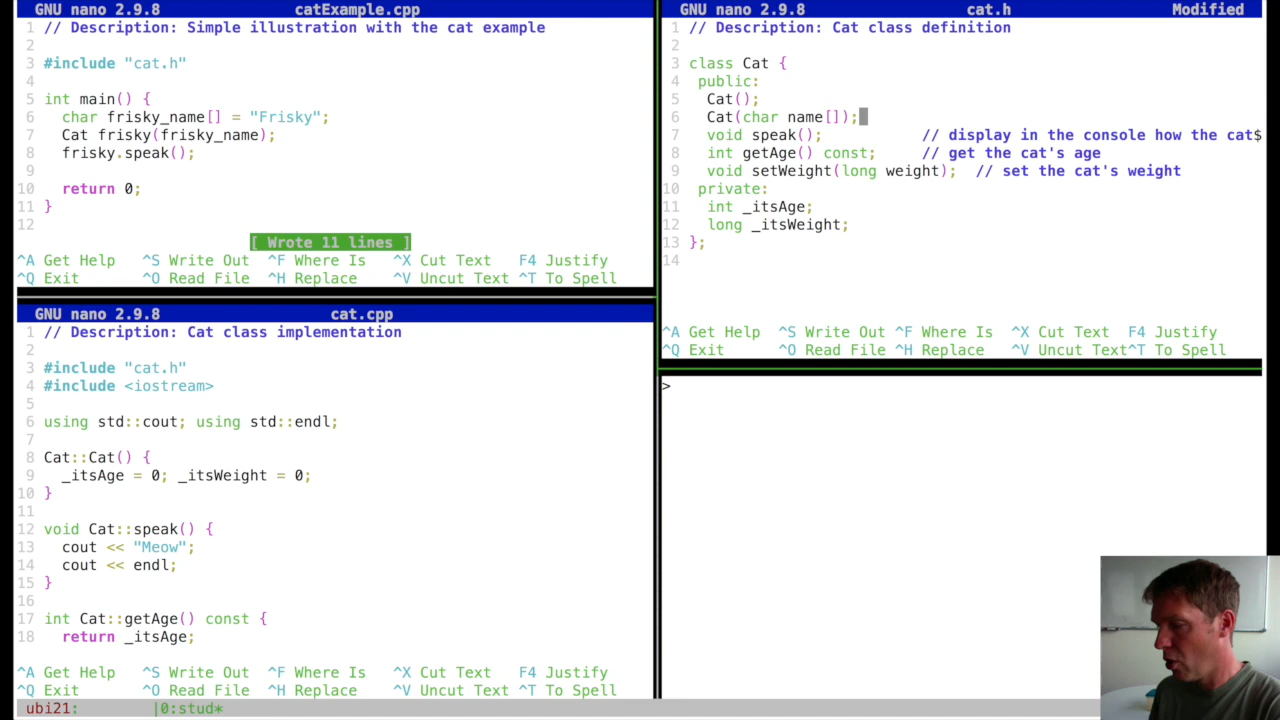 GNU nano 2.9.8 catExample.cpp
1 // Description: Simple illustration with the cat example
2
3 #include "cat.h"
4
5 int main() {
6 char frisky_name[] = "Frisky";
7 Cat frisky(frisky_name);
8 frisky.speak();
9
10 return 0;
11 }
12
[ Wrote 11 lines ]
^A Get Help ^S Write Out ^F Where Is ^X Cut Text F4 Justify
^Q Exit ^O Read File ^H Replace ^V Uncut Text ^T To Spell
GNU nano 2.9.8 cat.cpp
1 // Description: Cat class implementation
2
3 #include "cat.h"
4 #include <iostream>
5
6 using std::cout; using std::endl;
7
8 Cat::Cat() {
9 _itsAge = 0; _itsWeight = 0;
10 }
11
12 void Cat::speak() {
13 cout << "Meow";
14 cout << endl;
15 }
16
17 int Cat::getAge() const {
18 return _itsAge;
^A Get Help ^S Write Out ^F Where Is ^X Cut Text F4 Justify
^Q Exit ^O Read File ^H Replace ^V Uncut Text ^T To Spell
GNU nano 2.9.8 cat.h Modified
1 // Description: Cat class definition
2
3 class Cat {
4 public:
5 Cat();
6 Cat(char name[]);
7 void speak(); // display in the console how the cat$
8 int getAge() const; // get the cat's age
9 void setWeight(long weight); // set the cat's weight
10 private:
11 int _itsAge;
12 long _itsWeight;
13 };
14
^A Get Help ^S Write Out ^F Where Is ^X Cut Text F4 Justify
^Q Exit ^O Read File ^H Replace ^V Uncut Text^T To Spell
>
ubi21: |0:stud*